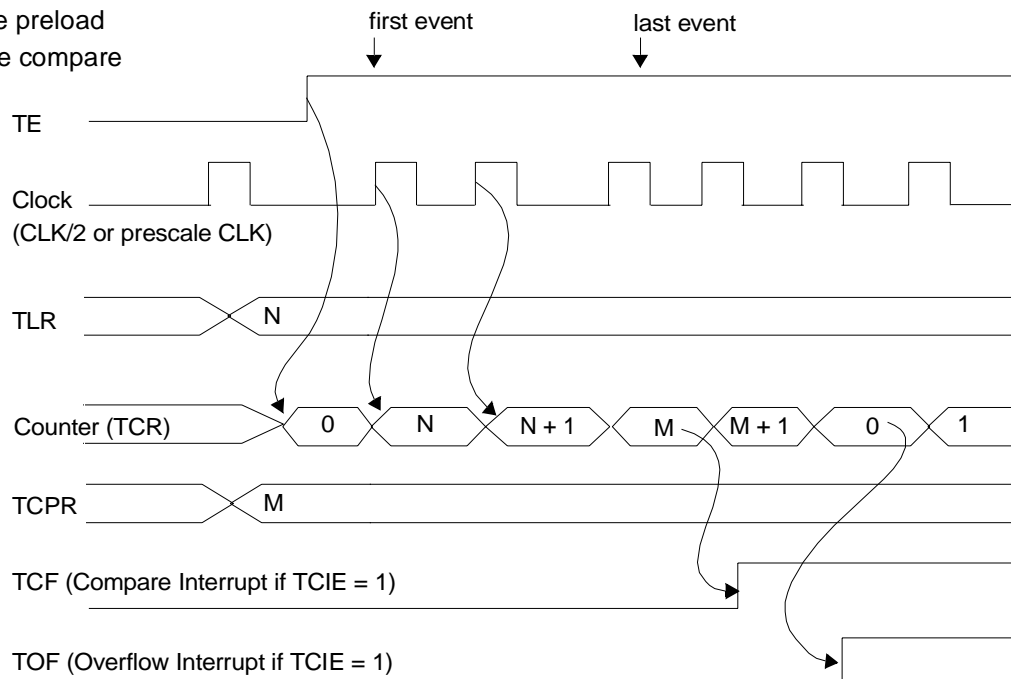 e preload
e compare
first event
last event
TE
Clock
(CLK/2 or prescale CLK)
TLR
N
Counter (TCR)
0
N
N + 1
M
M + 1
0
1
TCPR
M
TCF (Compare Interrupt if TCIE = 1)
TOF (Overflow Interrupt if TCIE = 1)